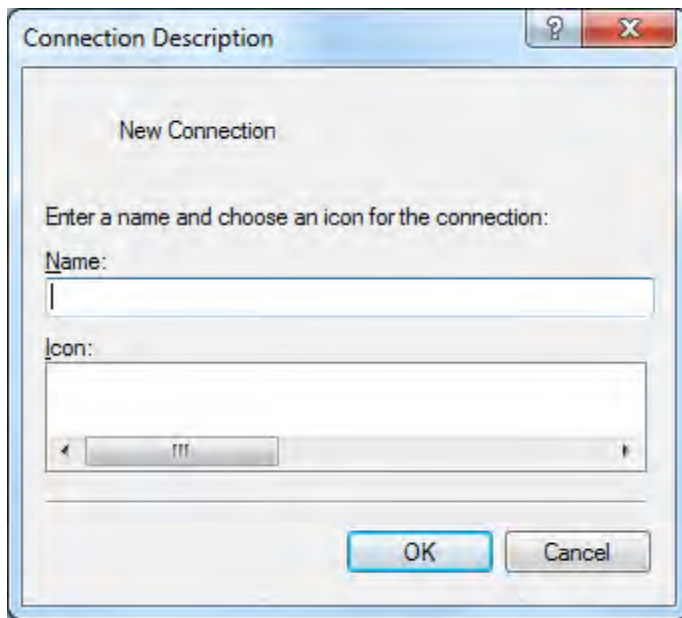 Connection Description
New Connection
Enter a name and choose an icon for the connection:
Name:
Icon:
OK Cancel